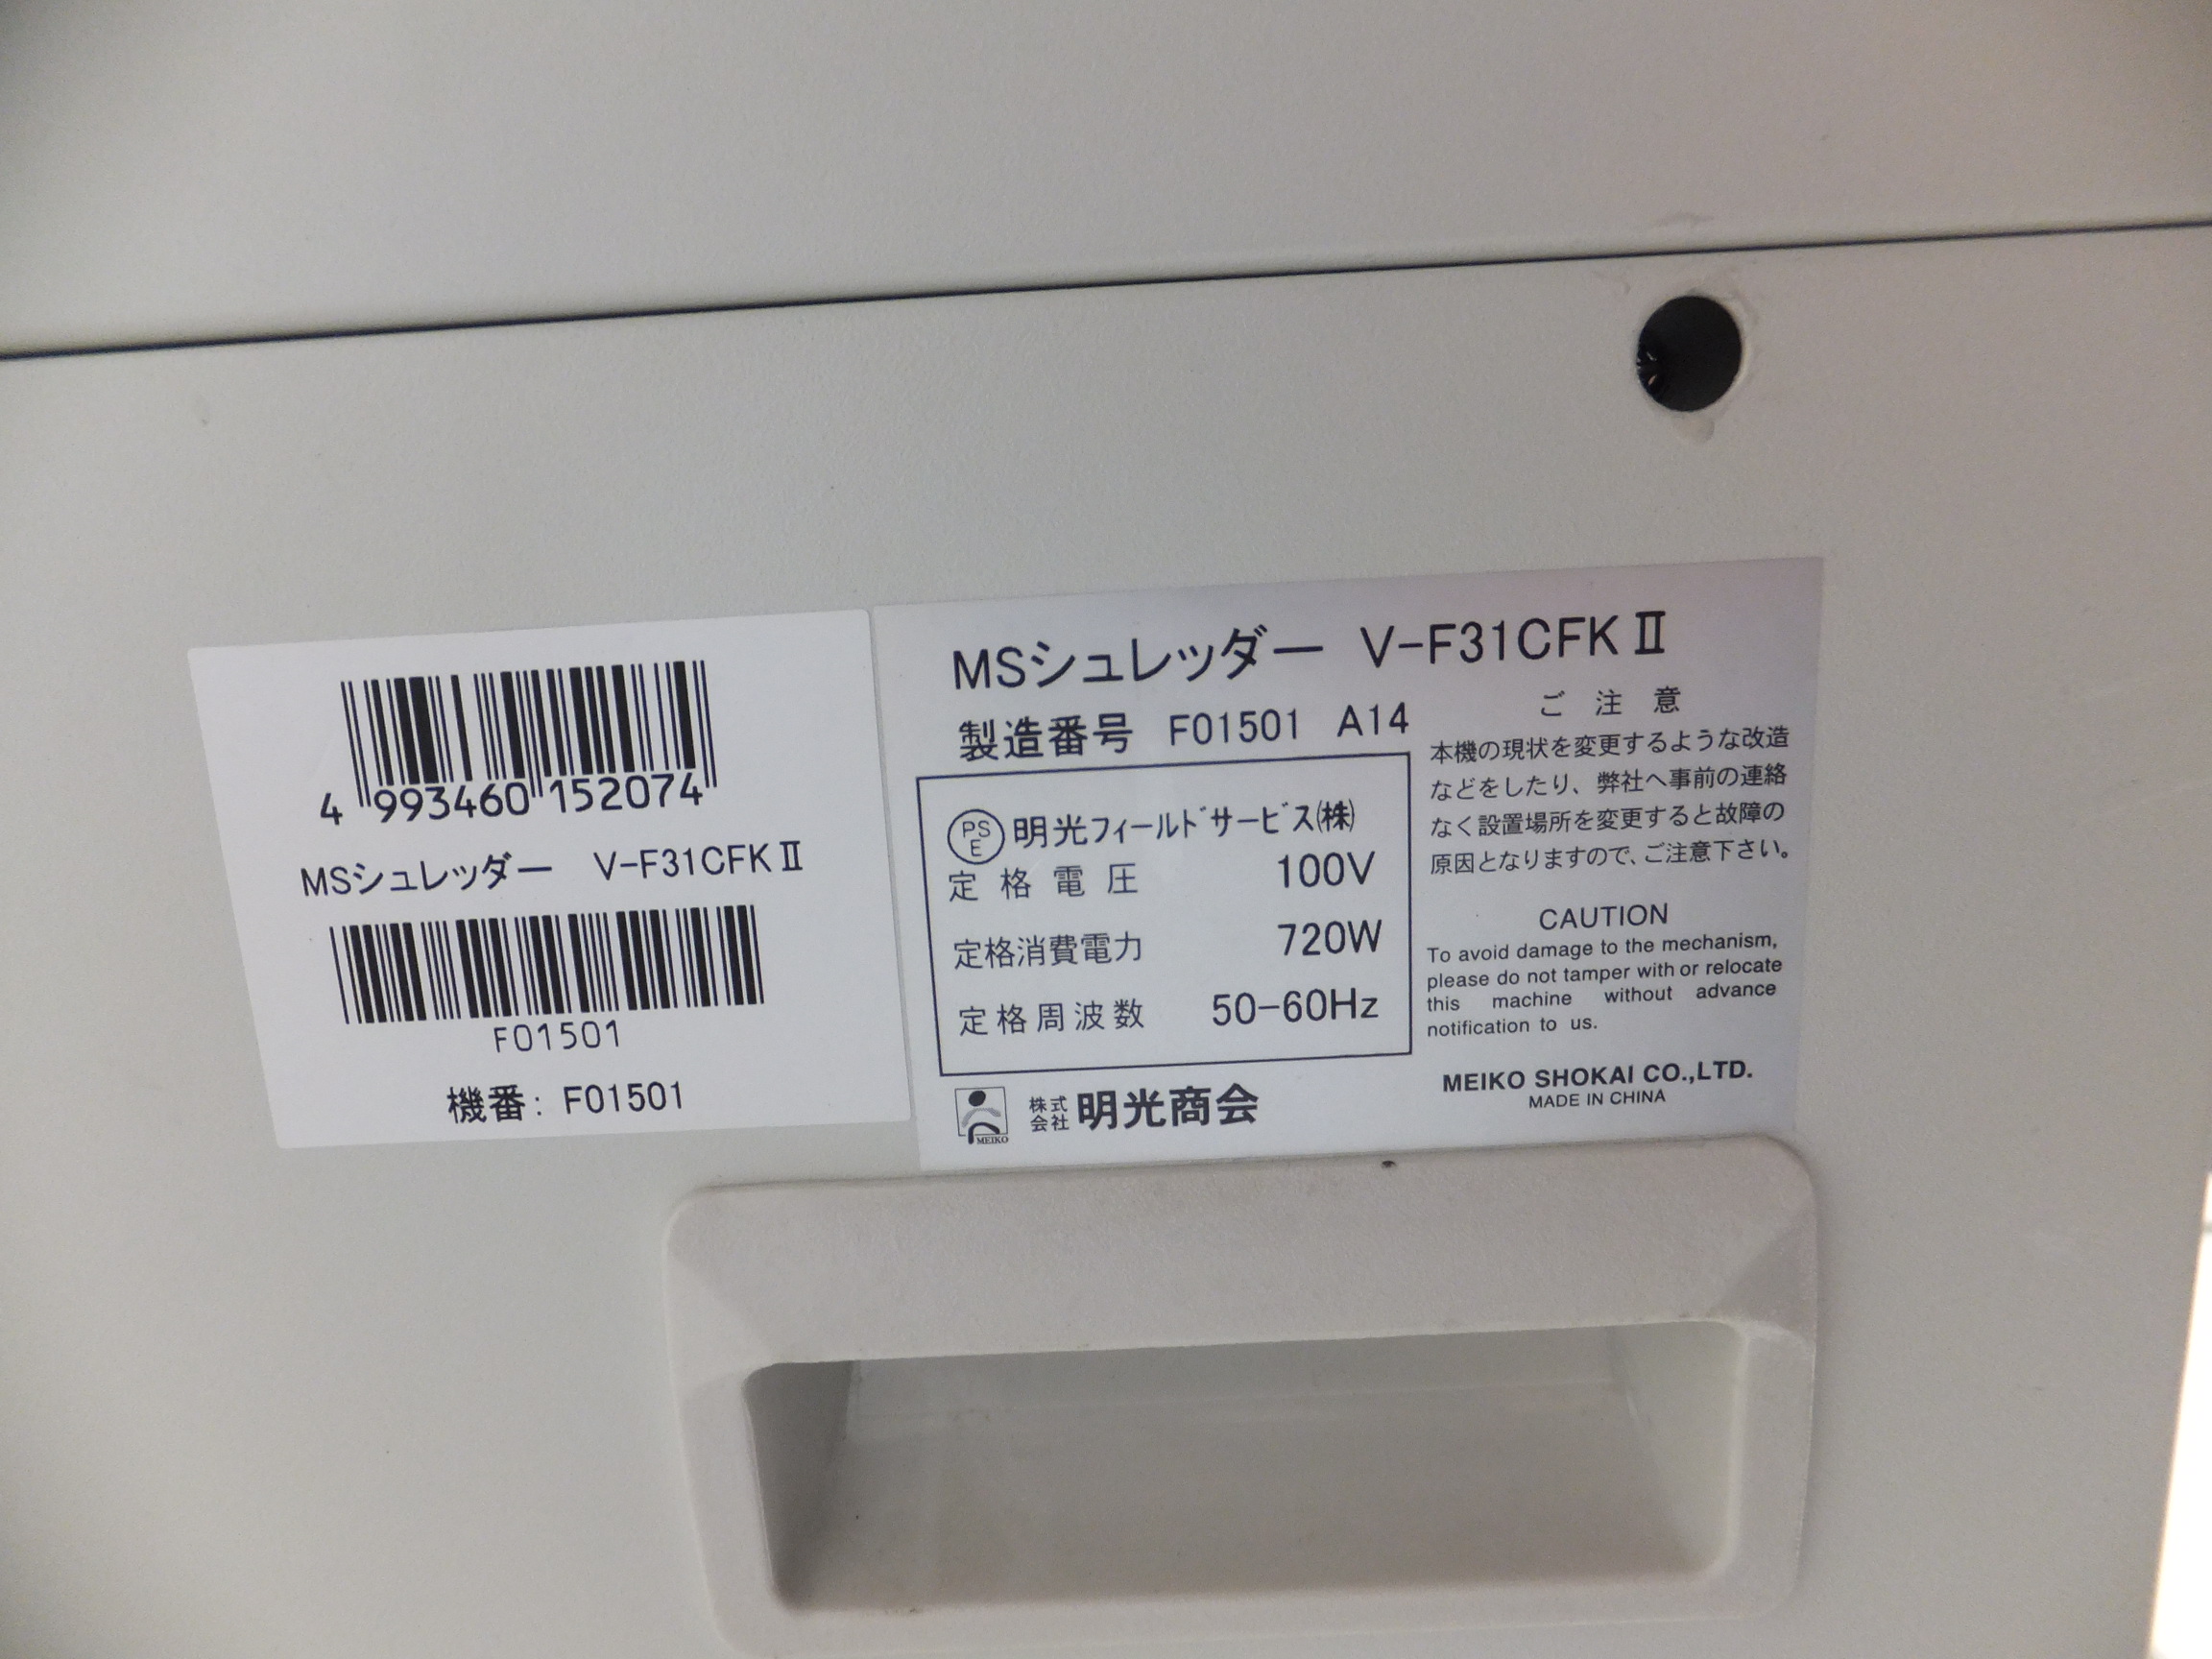 4 993460 152074
MSシュレッダー V-F31CFKⅡ
F01501
機番: F01501
MSシュレッダー V-F31CFKⅡ
製造番号 F01501 A14
PS
E
明光フィールドサービス(株)
定格電圧 100V
定格消費電力 720W
定格周波数 50-60Hz
MEIKO
株式
会社
明光商会
ご注意
本機の現状を変更するような改造
などをしたり、弊社へ事前の連絡
なく設置場所を変更すると故障の
原因となりますので、ご注意下さい。
CAUTION
To avoid damage to the mechanism,
please do not tamper with or relocate
this machine without advance
notification to us.
MEIKO SHOKAI CO.,LTD.
MADE IN CHINA